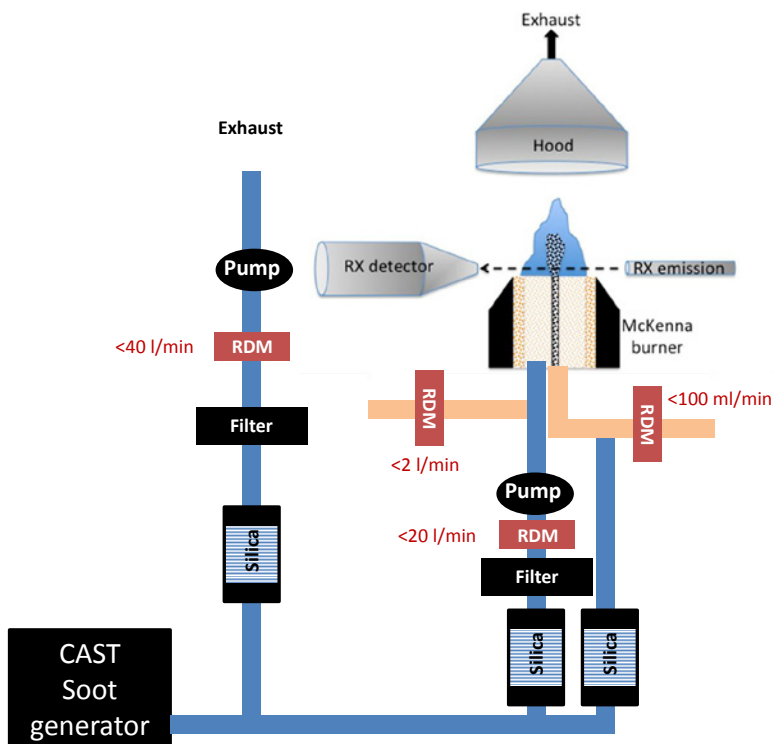 Exhaust
Hood
Exhaust
Pump
RX detector
RX emission
McKenna
burner
<40 l/min
RDM
RDM
RDM
<100 ml/min
Filter
<2 l/min
Pump
<20 l/min
RDM
Silica
Filter
Silica
Silica
CAST
Soot
generator